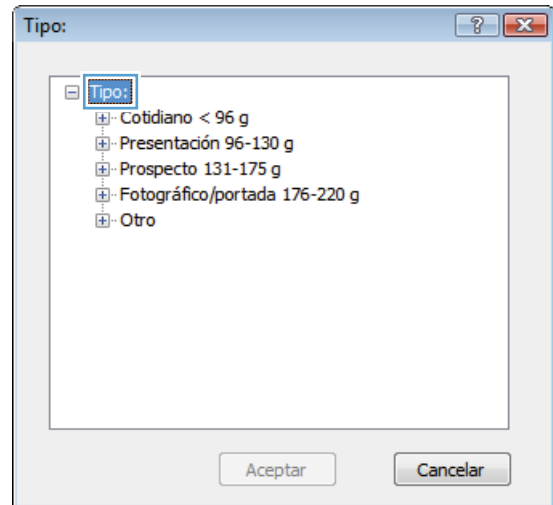 Tipo:
Tipo:
Cotidiano < 96 g
Presentación 96-130 g
Prospecto 131-175 g
Fotográfico/portada 176-220 g
Otro
Aceptar Cancelar